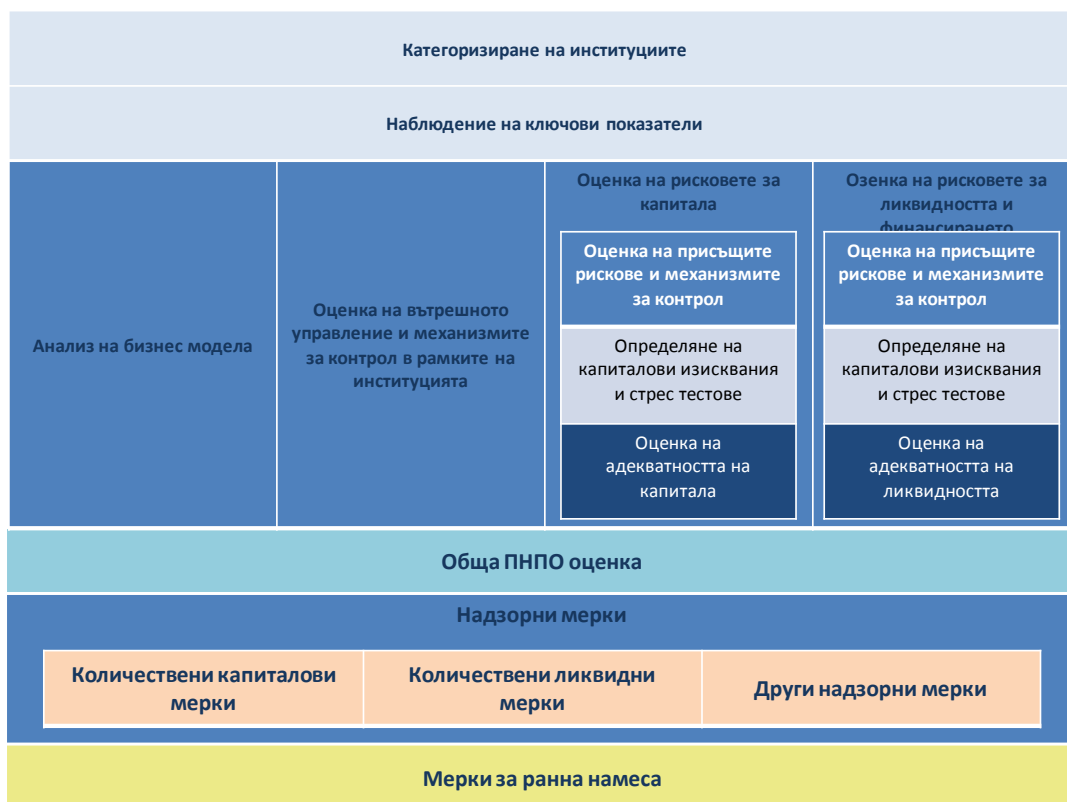 Категоризиране на институциите
Наблюдение на ключови показатели
Анализ на бизнес модела
Оценка на вътрешното
управление и механизмите
за контрол в рамките на
институцията
Оценка на рисковете за
капитала
Оценка на присъщите
рискове и механизмите
за контрол
Определяне на
капиталови изисквания
и стрес тестове
Оценка на
адекватността на
капитала
Озенка на рисковете за
ликвидността и
финансирането
Оценка на присъщите
рискове и механизмите
за контрол
Определяне на
капиталови изисквания
и стрес тестове
Оценка на
адекватността на
ликвидността
Обща ПНПО оценка
Надзорни мерки
Количествени капиталови
мерки
Количествени ликвидни
мерки
Други надзорни мерки
Мерки за ранна намеса